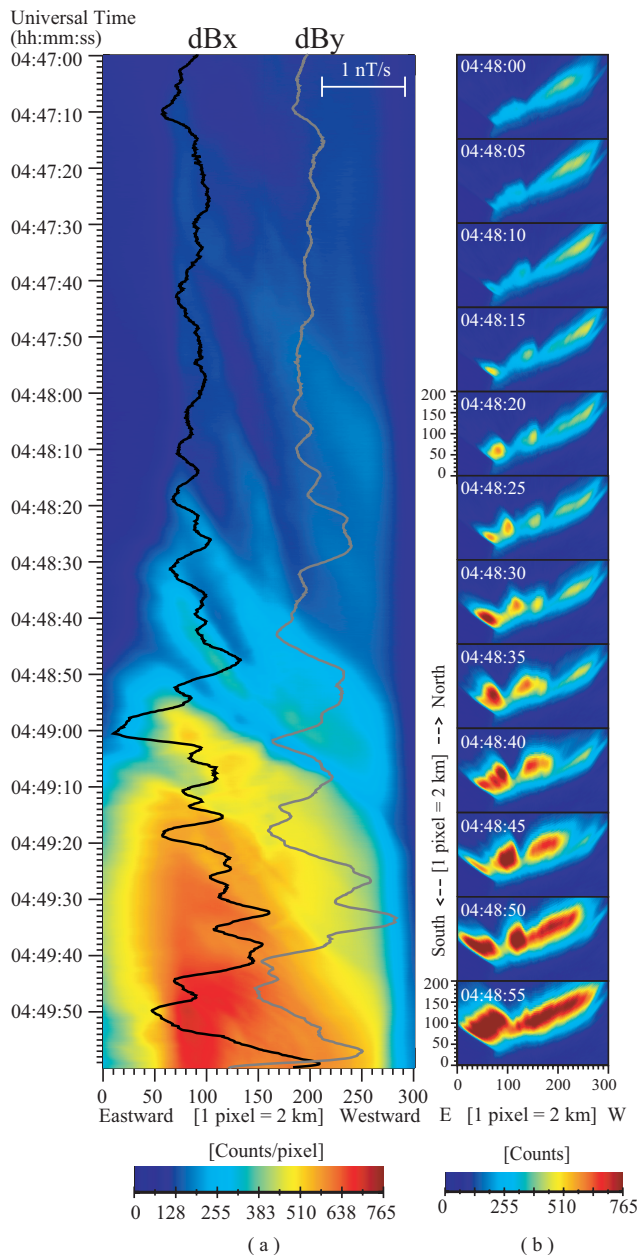 Universal Time
(hh:mm:ss)
dBx
dBy
1 nT/s
04:47:00
04:47:10
04:47:20
04:47:30
04:47:40
04:47:50
04:48:00
04:48:10
04:48:20
04:48:30
04:48:40
04:48:50
04:49:00
04:49:10
04:49:20
04:49:30
04:49:40
04:49:50
0 50 100 150 200 250 300
Eastward [1 pixel = 2 km] Westward
[Counts/pixel]
0 128 255 383 510 638 765
( a )
04:48:00
04:48:05
04:48:10
04:48:15
04:48:20
04:48:25
04:48:30
04:48:35
04:48:40
04:48:45
04:48:50
04:48:55
200
150
100
50
0
South <--- [1 pixel = 2 km] ---> North
200
150
100
50
0
0 100 200 300
E [1 pixel = 2 km] W
[Counts]
0 255 510 765
( b )